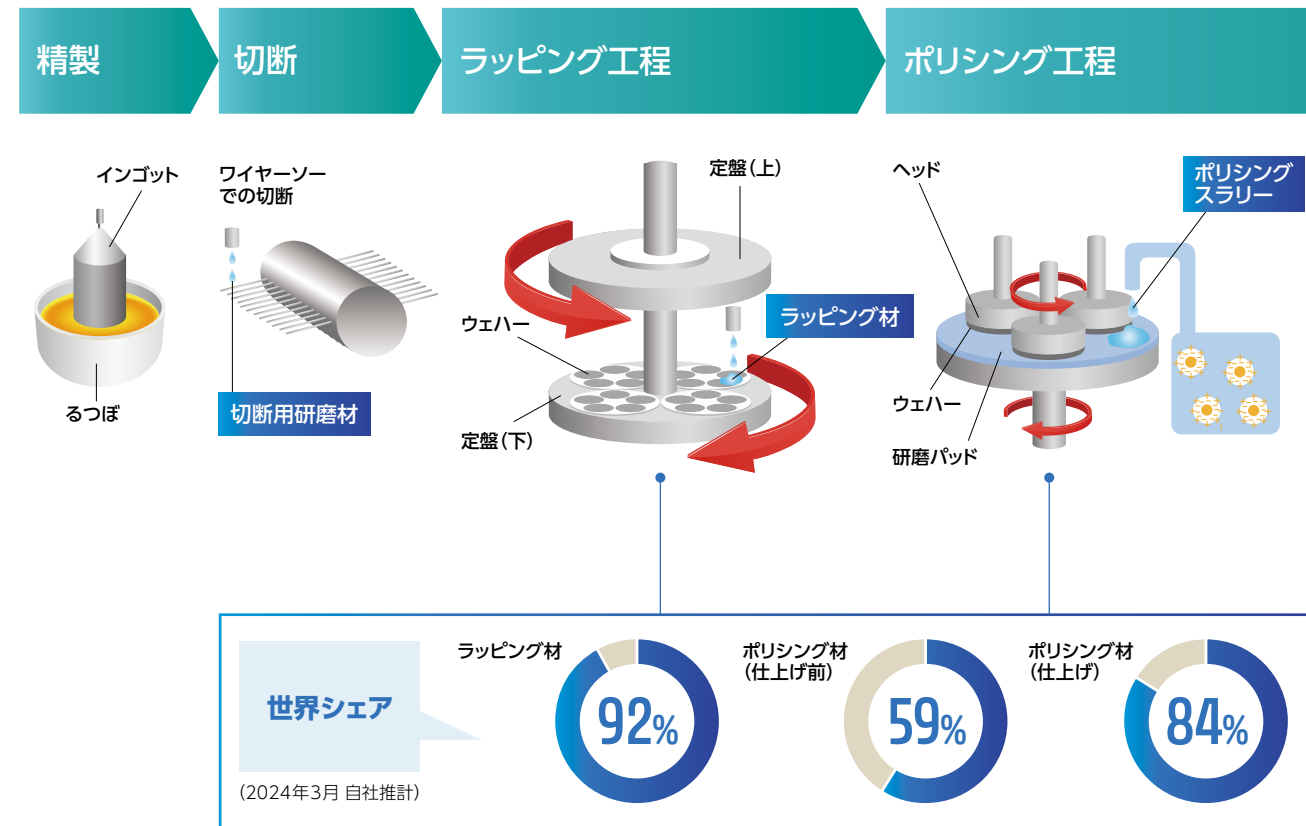 精製
切断
ラッピング工程
ポリシング工程
インゴット
るつぼ
ワイヤーソー
での切断
切断用研磨材
定盤（上）
ウェハー
ラッピング材
定盤（下）
ヘッド
ポリシング
スラリー
ウェハー
研磨パッド
世界シェア
（2024年3月 自社推計）
ラッピング材
92%
ポリシング材
（仕上げ前）
59%
ポリシング材
（仕上げ）
84%